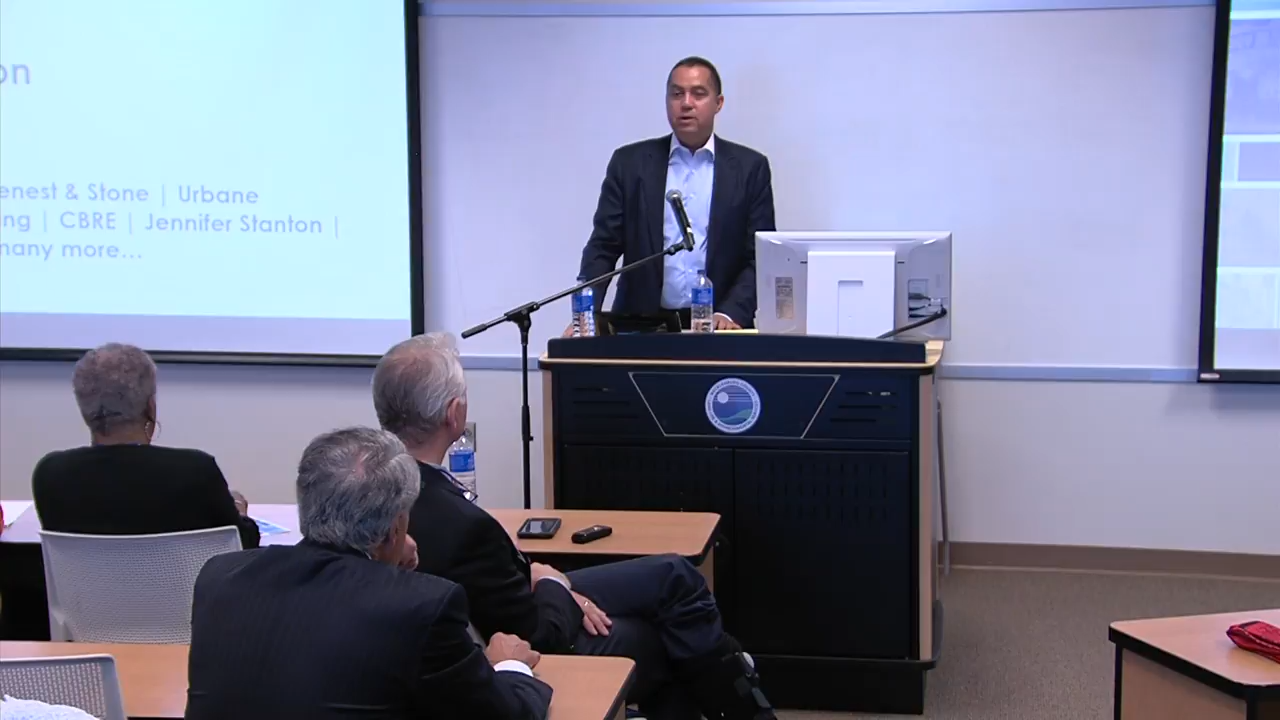 on
enest & Stone | Urbane
ing | CBRE | Jennifer Stanton |
many more...